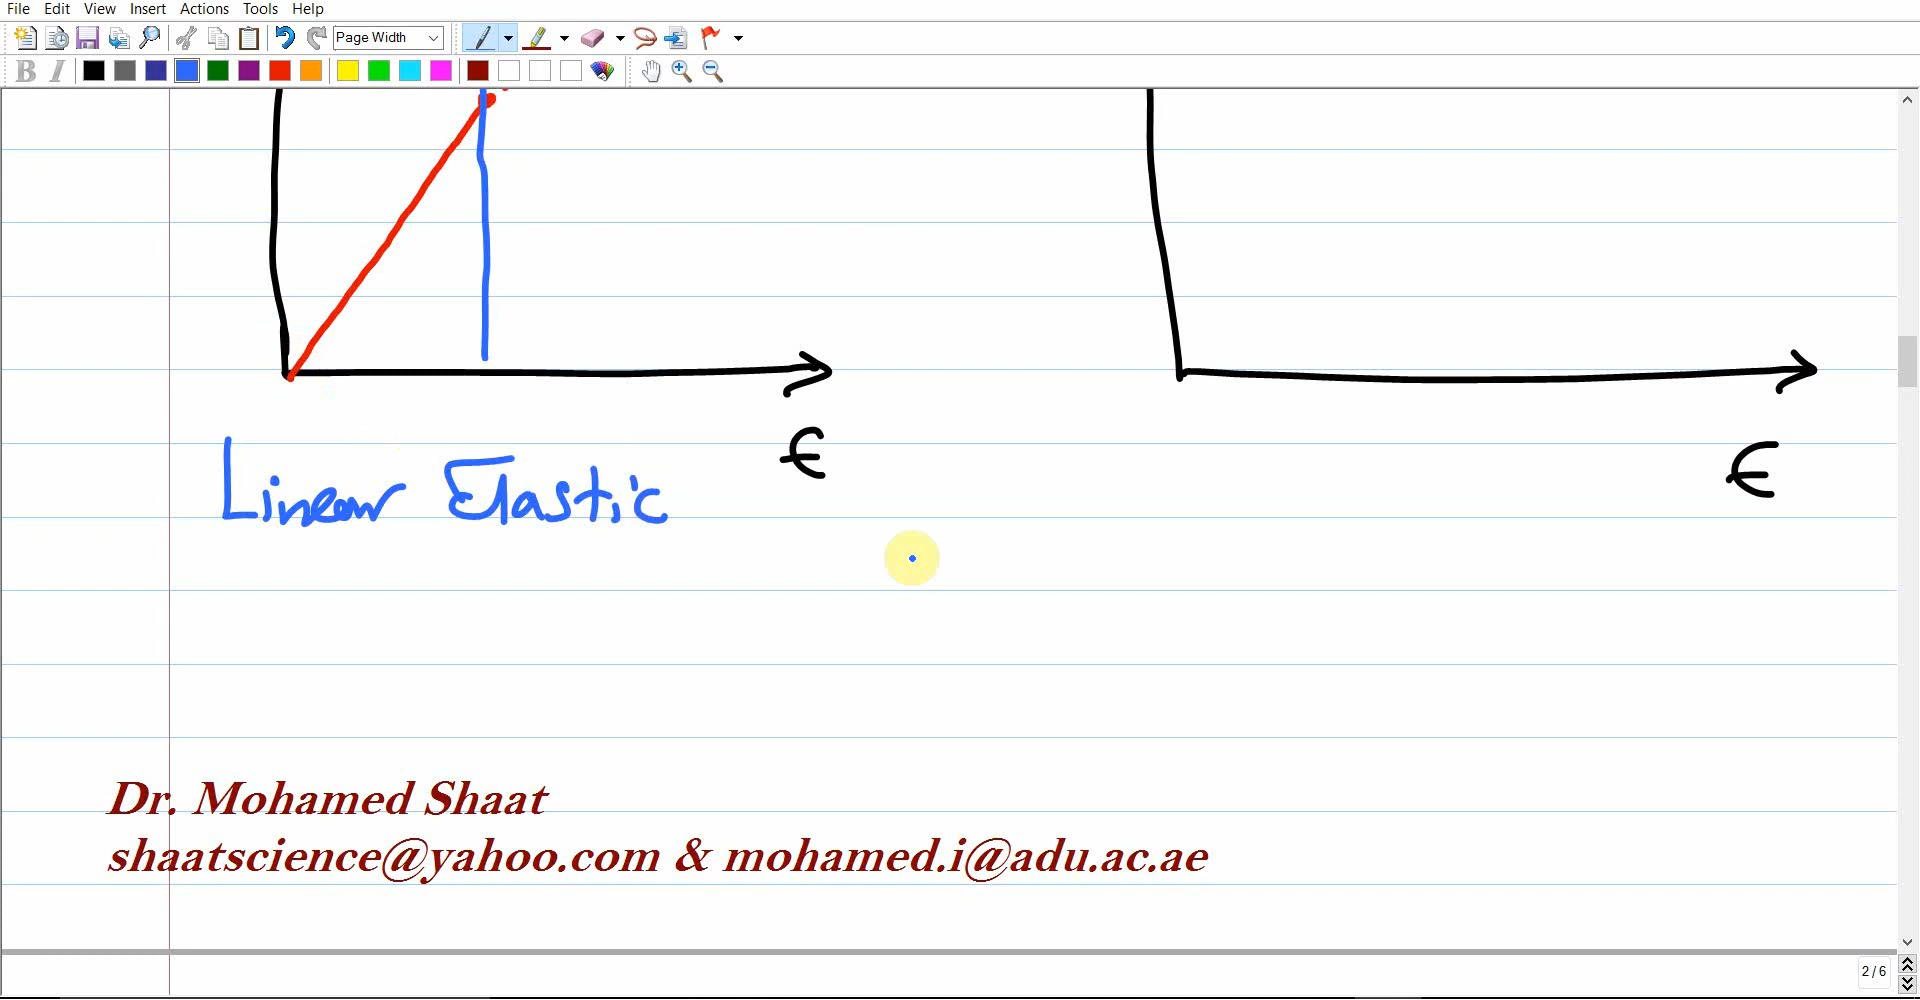 File Edit View Insert Actions Tools Help
Page Width
B I
ϵ
ϵ
Linear Elastic
Dr. Mohamed Shaat
shaatscience@yahoo.com & mohamed.i@adu.ac.ae
2 / 6